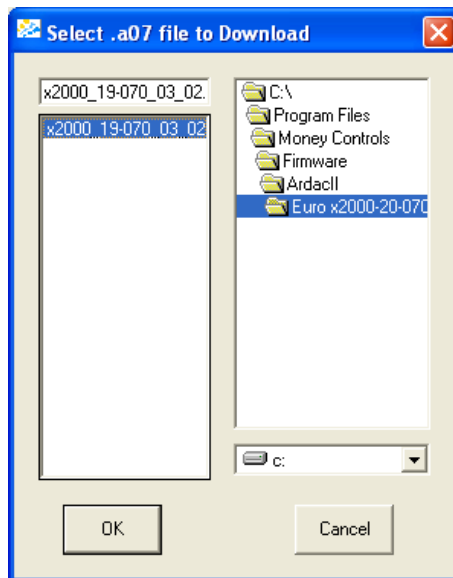 Select .a07 file to Download
x2000_19-070_03_02.
x2000_19-070_03_02
C:\
Program Files
Money Controls
Firmware
ArdacII
Euro x2000-20-070
c:
OK
Cancel